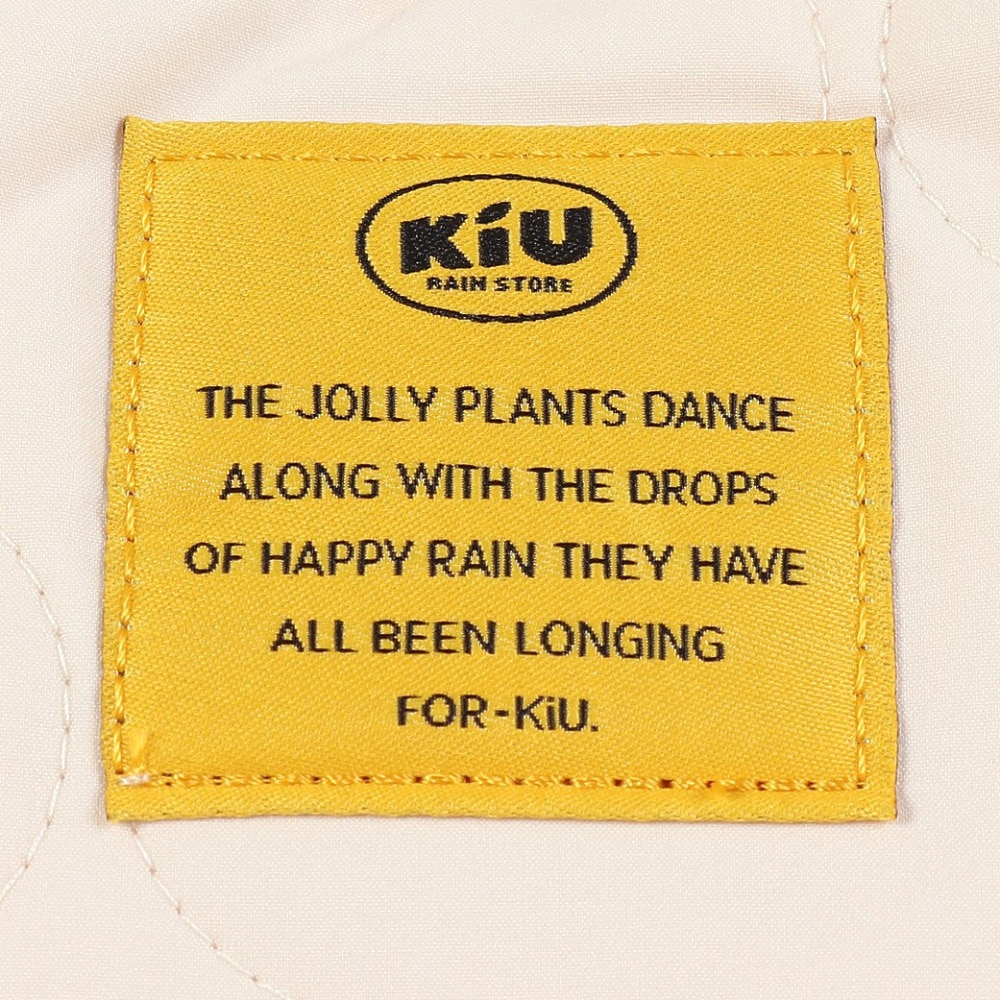 KiU
RAIN STORE
THE JOLLY PLANTS DANCE
ALONG WITH THE DROPS
OF HAPPY RAIN THEY HAVE
ALL BEEN LONGING
FOR-KiU.